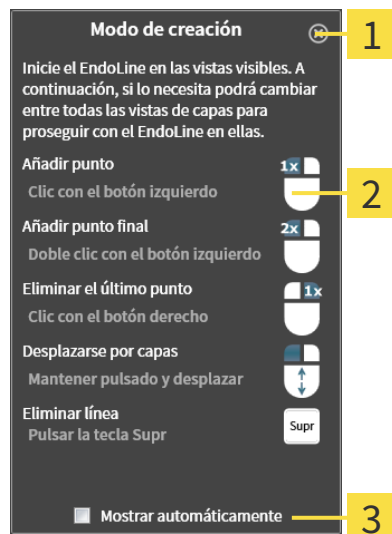 Modo de creación
1
Inicie el EndoLine en las vistas visibles. A
continuación, si lo necesita podrá cambiar
entre todas las vistas de capas para
proseguir con el EndoLine en ellas.
Añadir punto
1x
Clic con el botón izquierdo
2
Añadir punto final
2x
Doble clic con el botón izquierdo
Eliminar el último punto
1x
Clic con el botón derecho
Desplazarse por capas
Mantener pulsado y desplazar
Eliminar línea
Supr
Pulsar la tecla Supr
Mostrar automáticamente
3